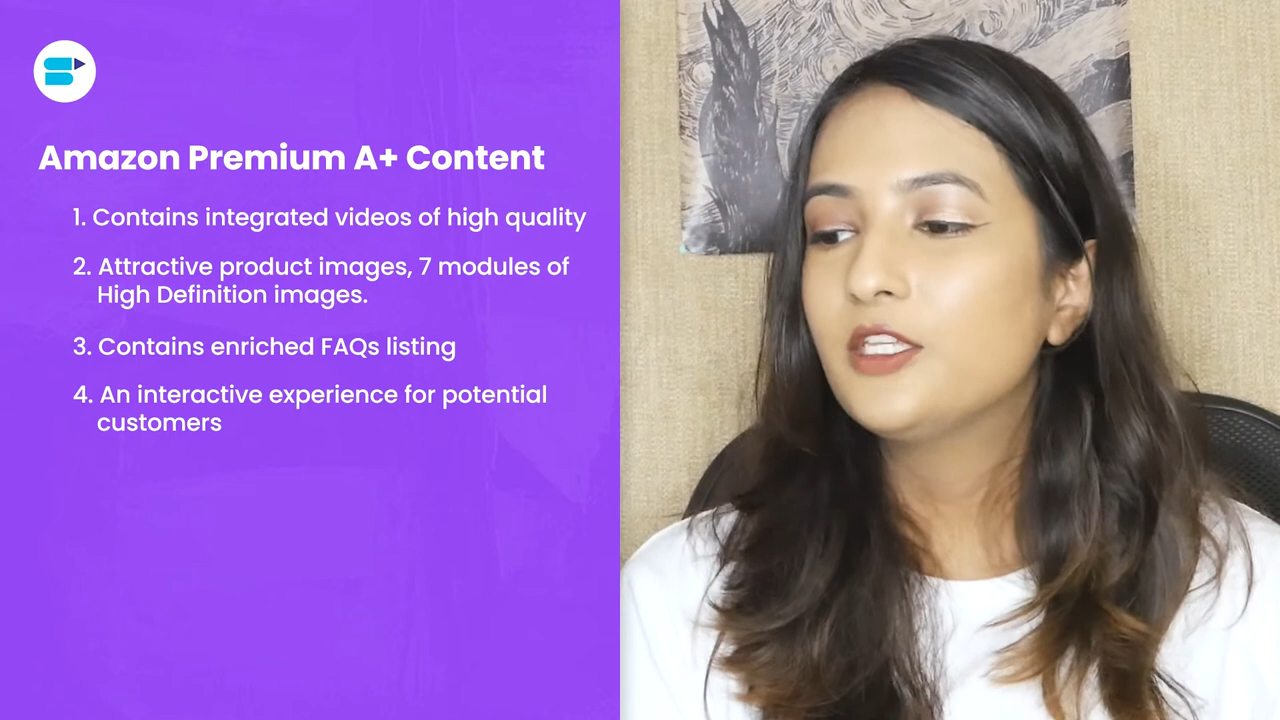 Amazon Premium A+ Content
1. Contains integrated videos of high quality
2. Attractive product images, 7 modules of
High Definition images.
3. Contains enriched FAQs listing
4. An interactive experience for potential
customers